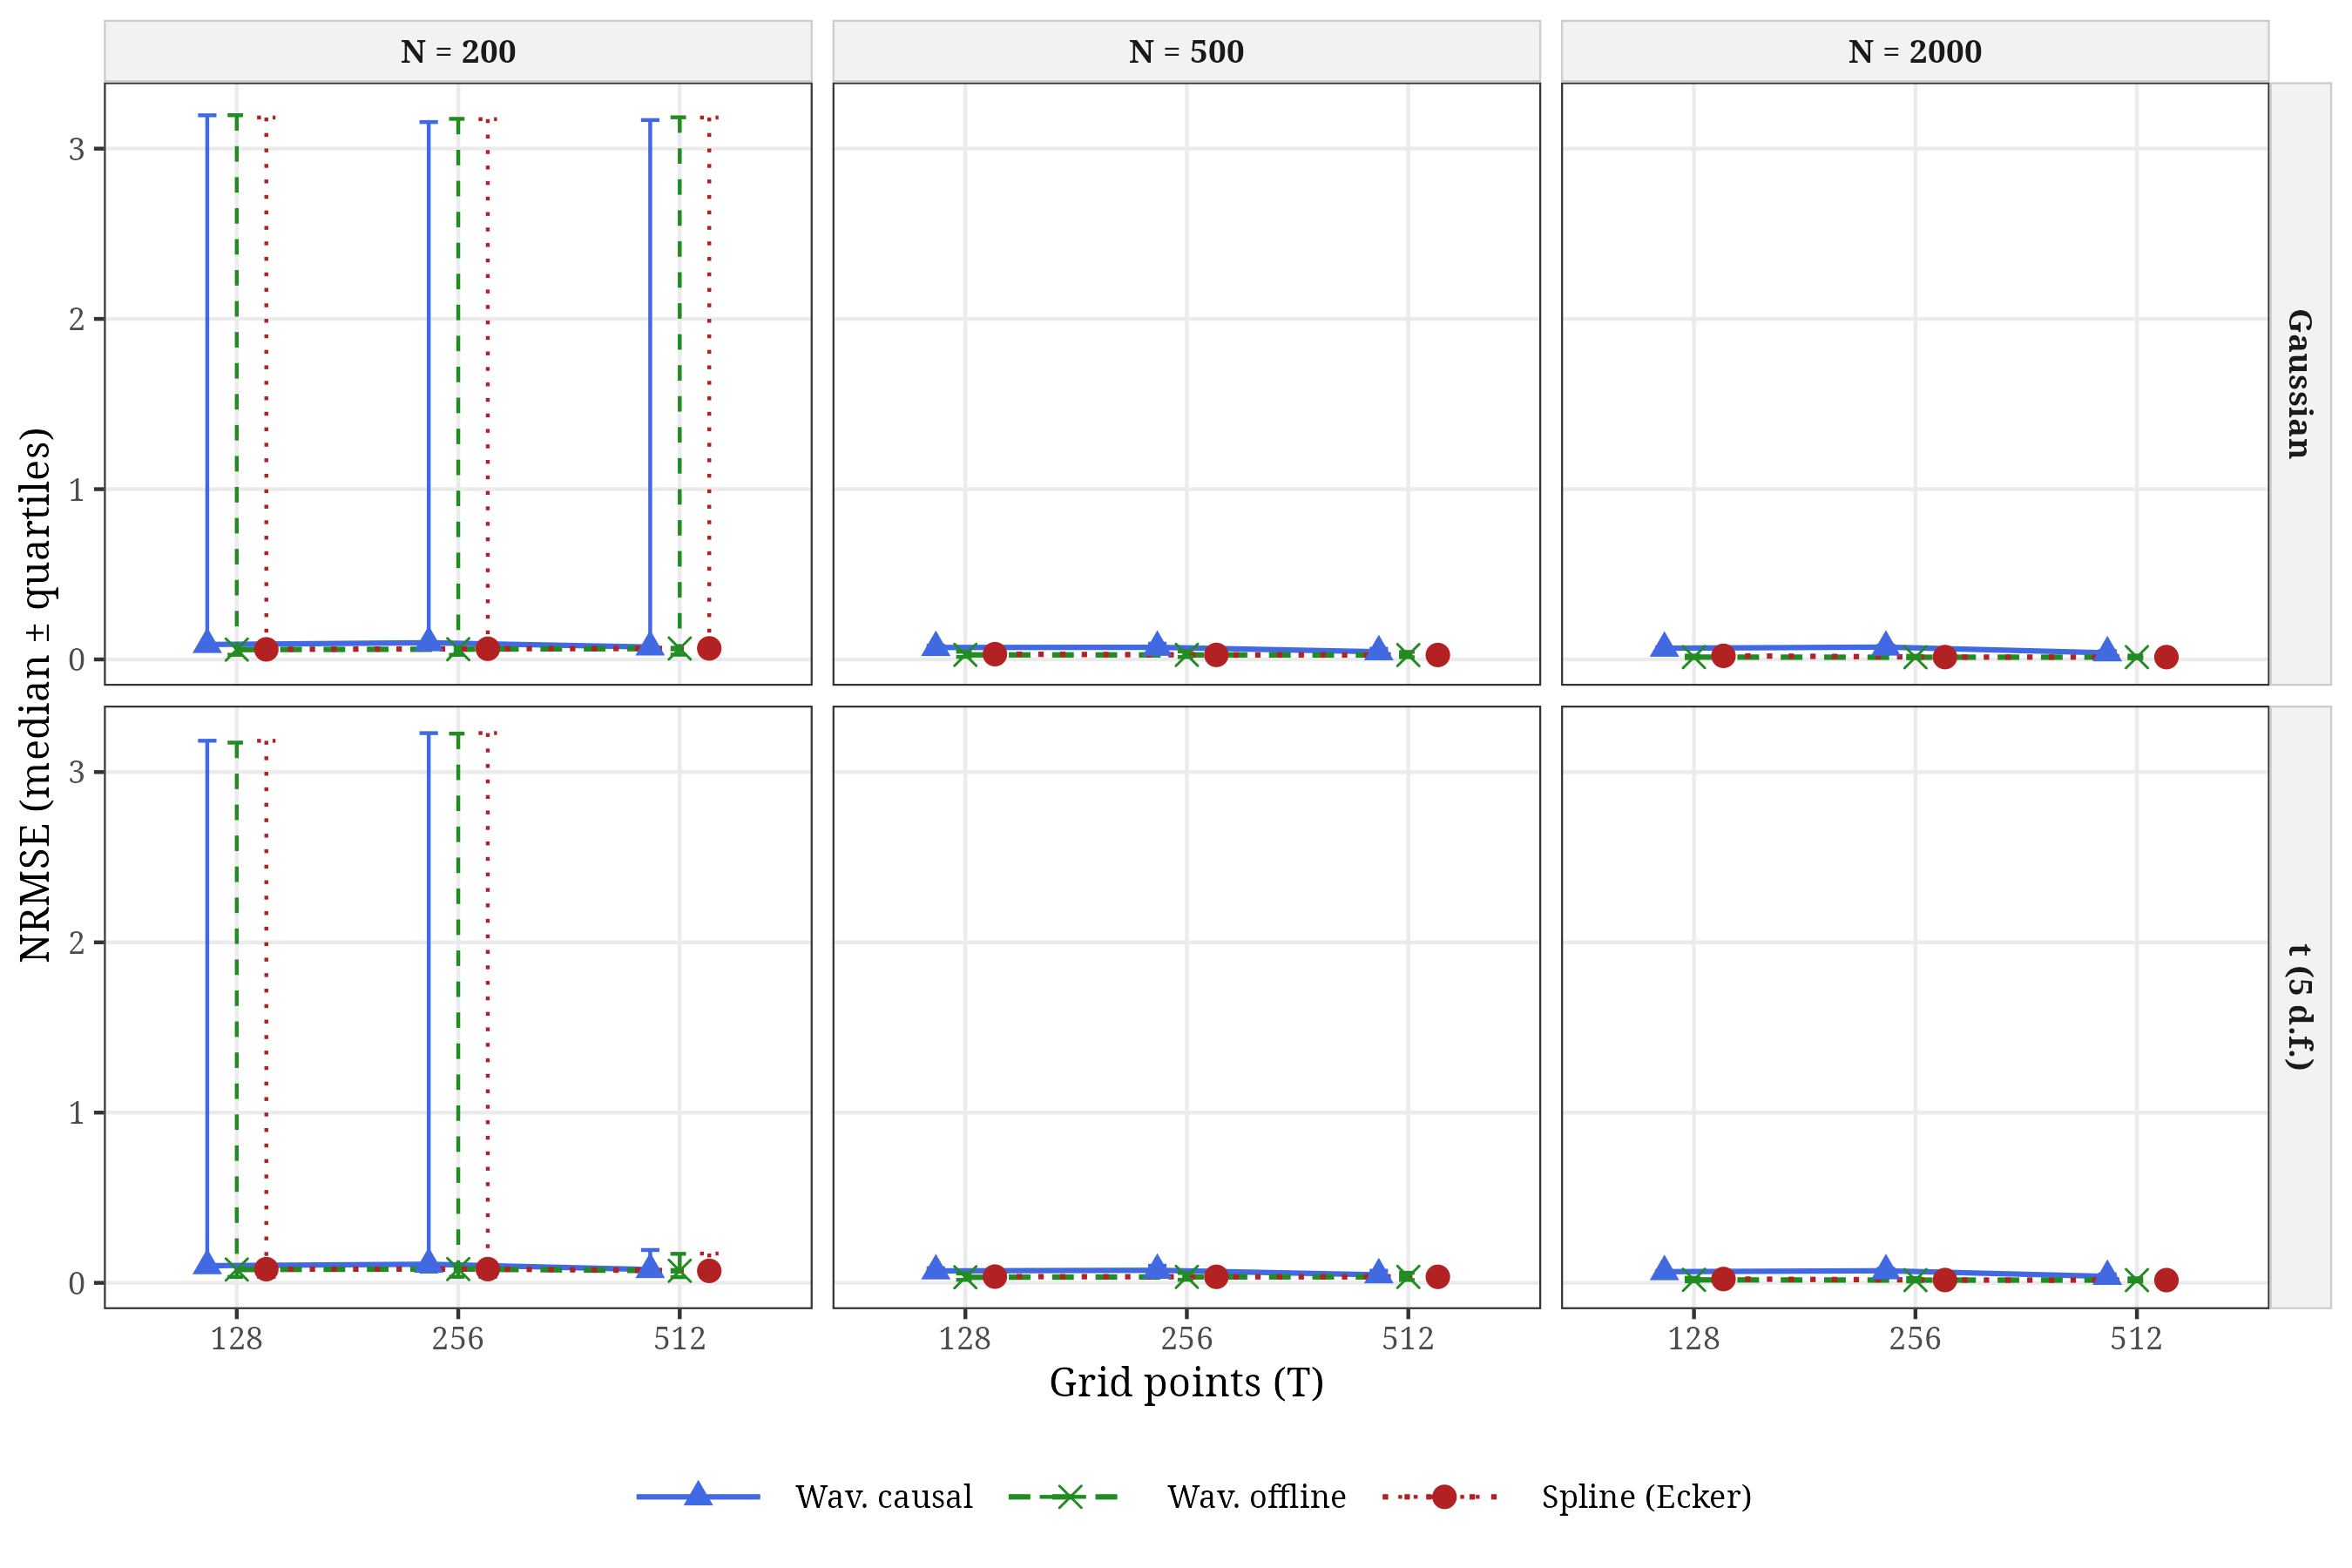 N = 200
N = 500
N = 2000
NRMSE (median ± quartiles)
3
2
1
0
Gaussian
3
2
1
0
t (5 d.f.)
128
256
512
128
256
512
128
256
512
Grid points (T)
Wav. causal
Wav. offline
Spline (Ecker)